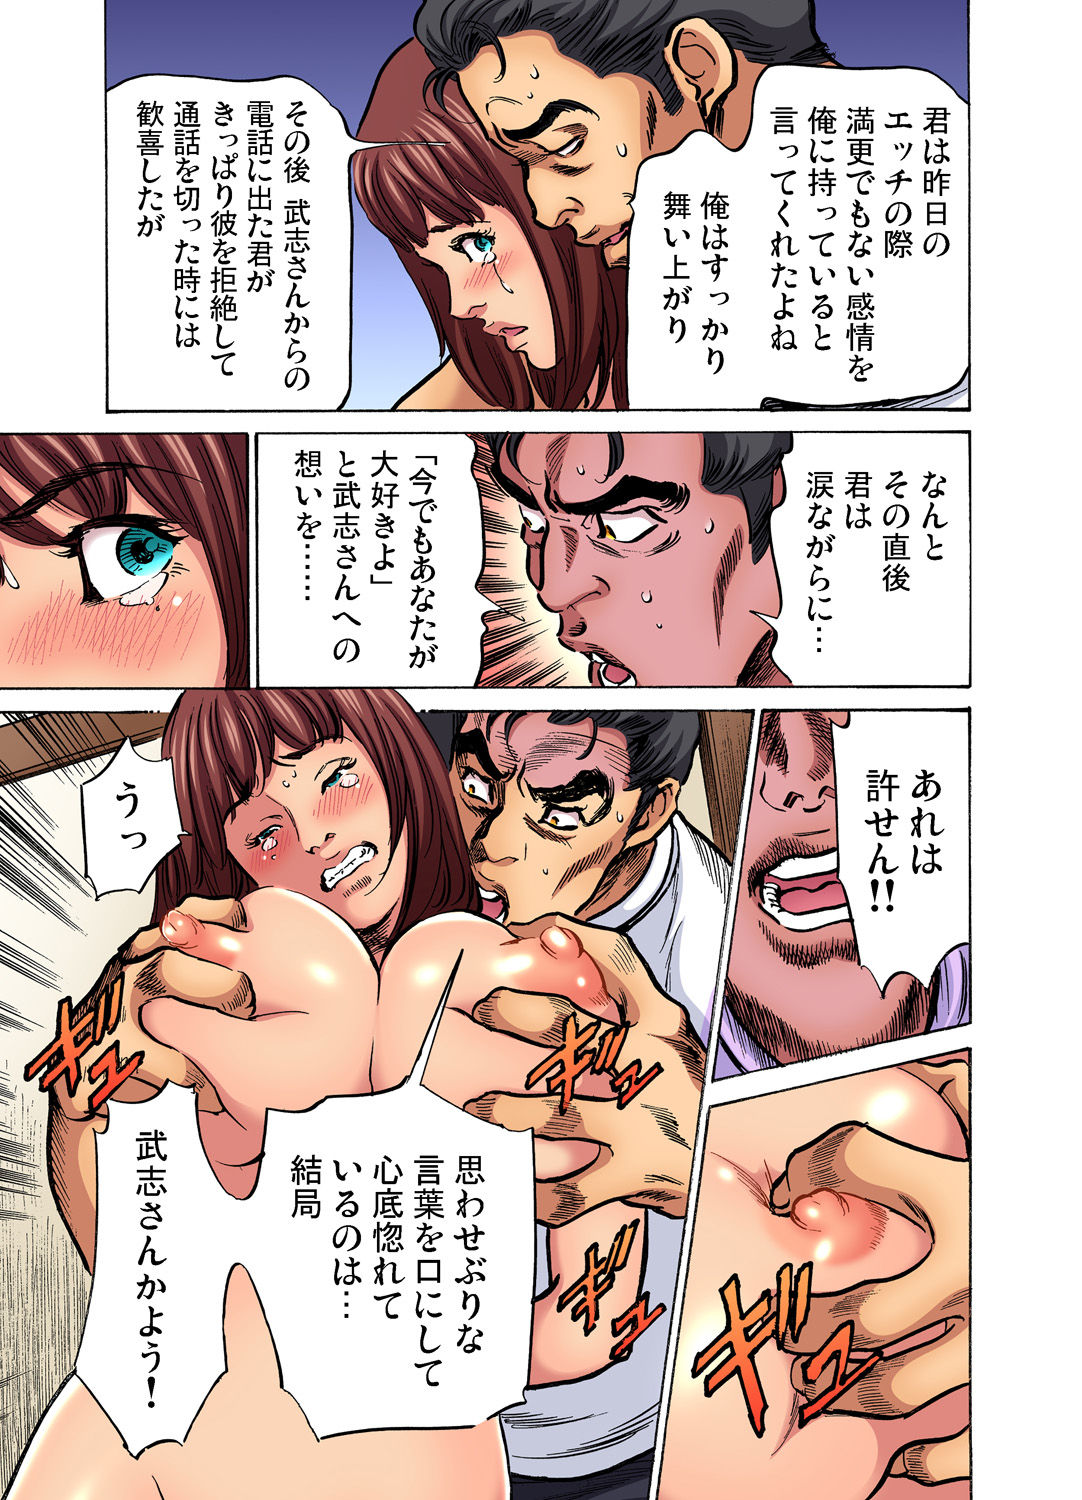 君は昨日の
エッチの際
満更でもない感情を
俺に持っていると
言ってくれたよね
俺はすっかり
舞い上がり
その後 武志さんからの
電話に出た君が
きっぱり彼を拒絶して
通話を切った時には
歓喜したが
なんと
その直後
君は
涙ながらに…
「今でもあなたが
大好きよ」
と武志さんへの
想いを……
あれは
許せん!!
うっ
ギュ
ギュ
ギュ
ギュ
思わせぶりな
言葉を口にして
心底惚れて
いるのは…
結局
武志さんかよう!